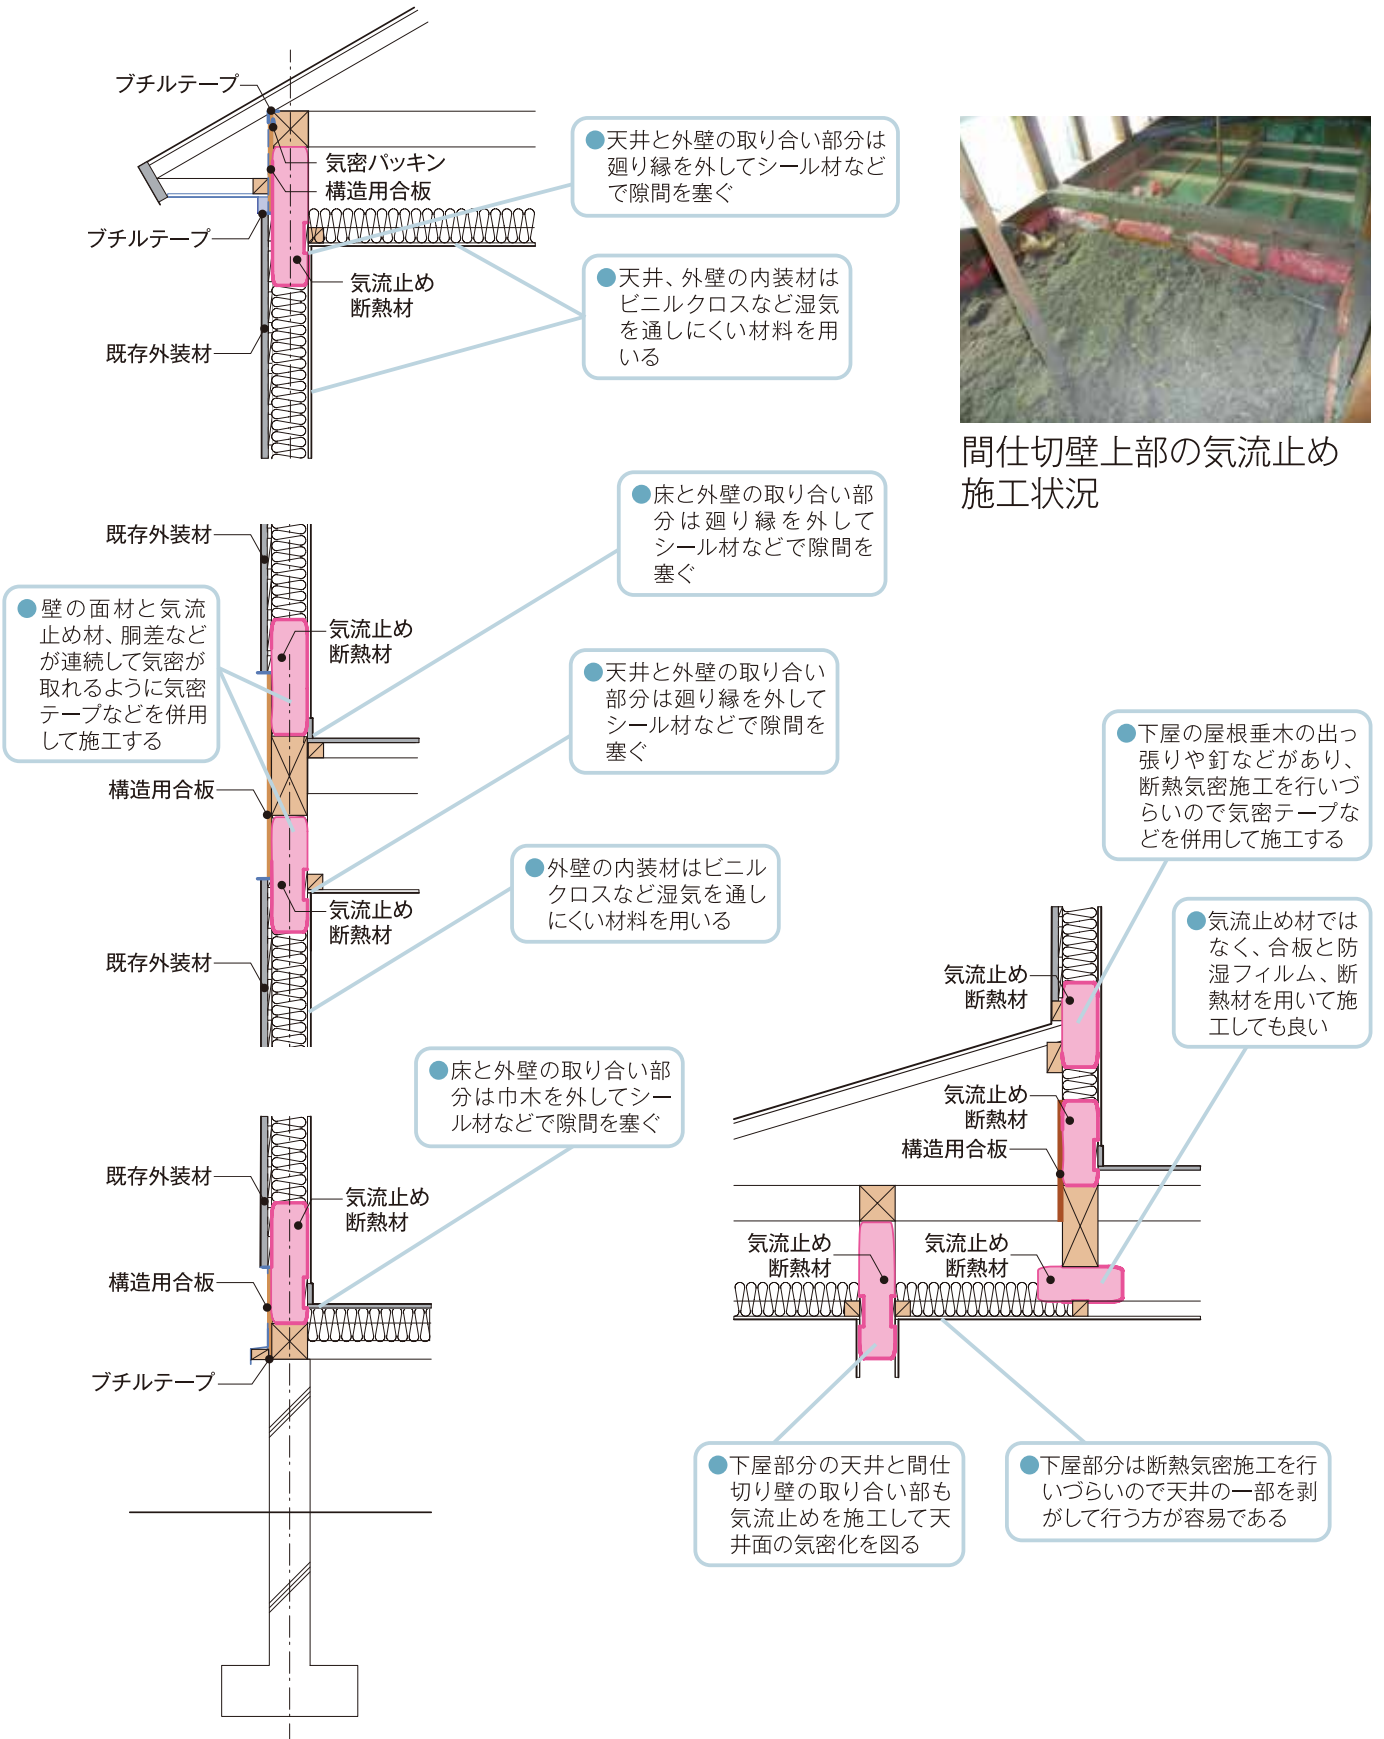 ブチルテープ
気密パッキン
構造用合板
ブチルテープ
気流止め
断熱材
既存外装材
●天井と外壁の取り合い部分は
廻り縁を外してシール材など
で隙間を塞ぐ
●天井、外壁の内装材は
ビニルクロスなど湿気
を通しにくい材料を用
いる
間仕切壁上部の気流止め
施工状況
既存外装材
●床と外壁の取り合い部
分は廻り縁を外して
シール材などで隙間を
塞ぐ
●壁の面材と気流
止め材、胴差など
が連続して気密が
取れるように気密
テープなどを併用
して施工する
気流止め
断熱材
●天井と外壁の取り合い
部分は廻り縁を外して
シール材などで隙間を
塞ぐ
構造用合板
●外壁の内装材はビニル
クロスなど湿気を通し
にくい材料を用いる
気流止め
断熱材
既存外装材
●床と外壁の取り合い部
分は巾木を外してシー
ル材などで隙間を塞ぐ
既存外装材
気流止め
断熱材
構造用合板
ブチルテープ
●下屋の屋根垂木の出っ
張りや釘などがあり、
断熱気密施工を行いづ
らいので気密テープな
どを併用して施工する
●気流止め材では
なく、合板と防
湿フィルム、断
熱材を用いて施
工しても良い
気流止め
断熱材
気流止め
断熱材
構造用合板
気流止め
断熱材
気流止め
断熱材
●下屋部分の天井と間仕
切り壁の取り合い部も
気流止めを施工して天
井面の気密化を図る
●下屋部分は断熱気密施工を行
いづらいので天井の一部を剥
がして行う方が容易である